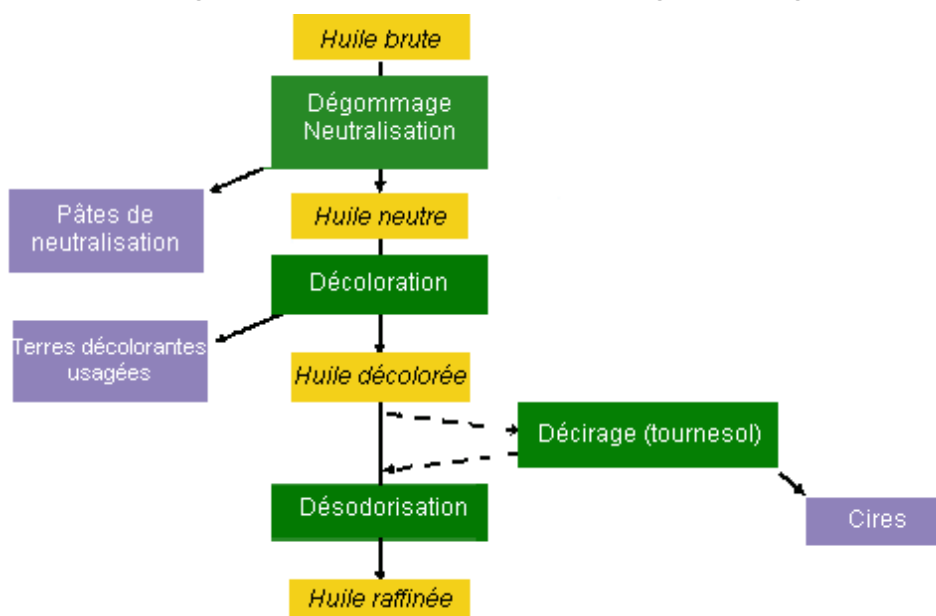 Huile brute
Dégommage
Neutralisation
Pâtes de
neutralisation
Huile neutre
Décoloration
Terres décolorantes
usagées
Huile décolorée
Décirage (tournesol)
Désodorisation
Cires
Huile raffinée